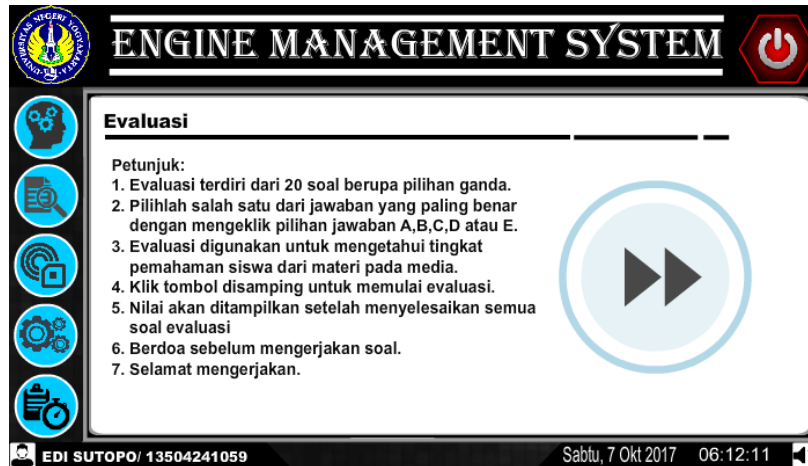 UNIVERSITAS NEGERI YOGYAKARTA
ENGINE MANAGEMENT SYSTEM
Evaluasi
Petunjuk:
1. Evaluasi terdiri dari 20 soal berupa pilihan ganda.
2. Pilihlah salah satu dari jawaban yang paling benar
dengan mengeklik pilihan jawaban A,B,C,D atau E.
3. Evaluasi digunakan untuk mengetahui tingkat
pemahaman siswa dari materi pada media.
4. Klik tombol disamping untuk memulai evaluasi.
5. Nilai akan ditampilkan setelah menyelesaikan semua
soal evaluasi
6. Berdoa sebelum mengerjakan soal.
7. Selamat mengerjakan.
EDI SUTOPO/ 13504241059
Sabtu, 7 Okt 2017 06:12:11